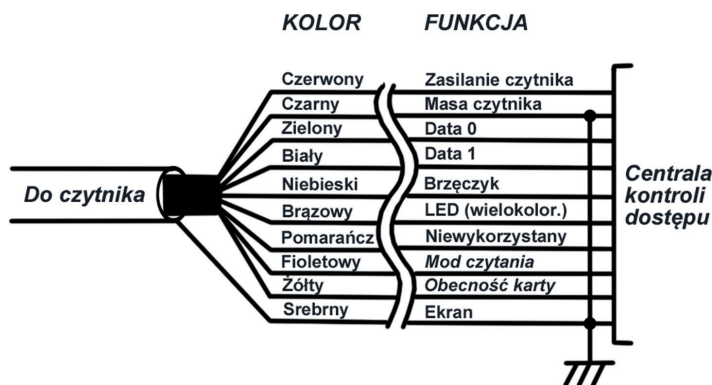 KOLOR FUNKCJA
Czerwony Zasilanie czytnika
Czarny Masa czytnika
Zielony Data 0
Biały Data 1
Niebieski Brzęczyk
Brązowy LED (wielokolor.)
Pomarańcz Niewykorzystany
Fioletowy Mod czytania
Żółty Obecność karty
Srebrny Ekran
Do czytnika
Centrala
kontroli
dostępu